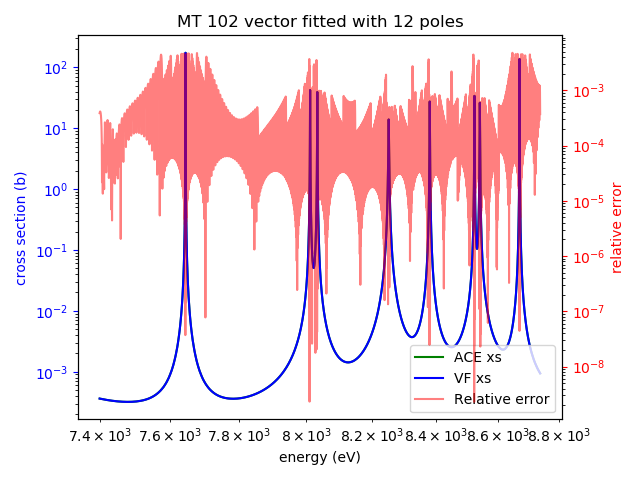 MT 102 vector fitted with 12 poles
cross section (b)
10²
10¹
10⁰
10⁻¹
10⁻²
10⁻³
10⁻³
10⁻⁴
10⁻⁵
10⁻⁶
10⁻⁷
10⁻⁸
relative error
ACE xs
VF xs
Relative error
7.4 × 10³ 7.6 × 10³ 7.8 × 10³ 8 × 10³ 8.2 × 10³ 8.4 × 10³ 8.6 × 10³ 8.8 × 10³
energy (eV)